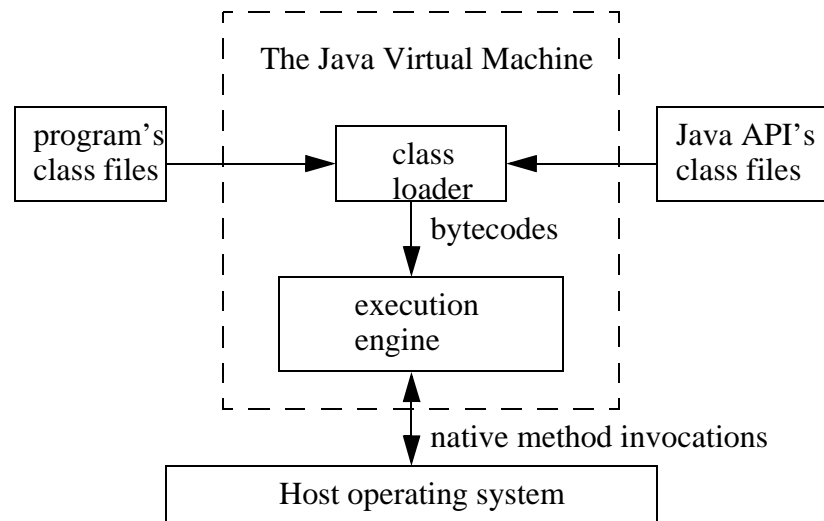 The Java Virtual Machine
program's
class files
class
loader
Java API's
class files
bytecodes
execution
engine
native method invocations
Host operating system